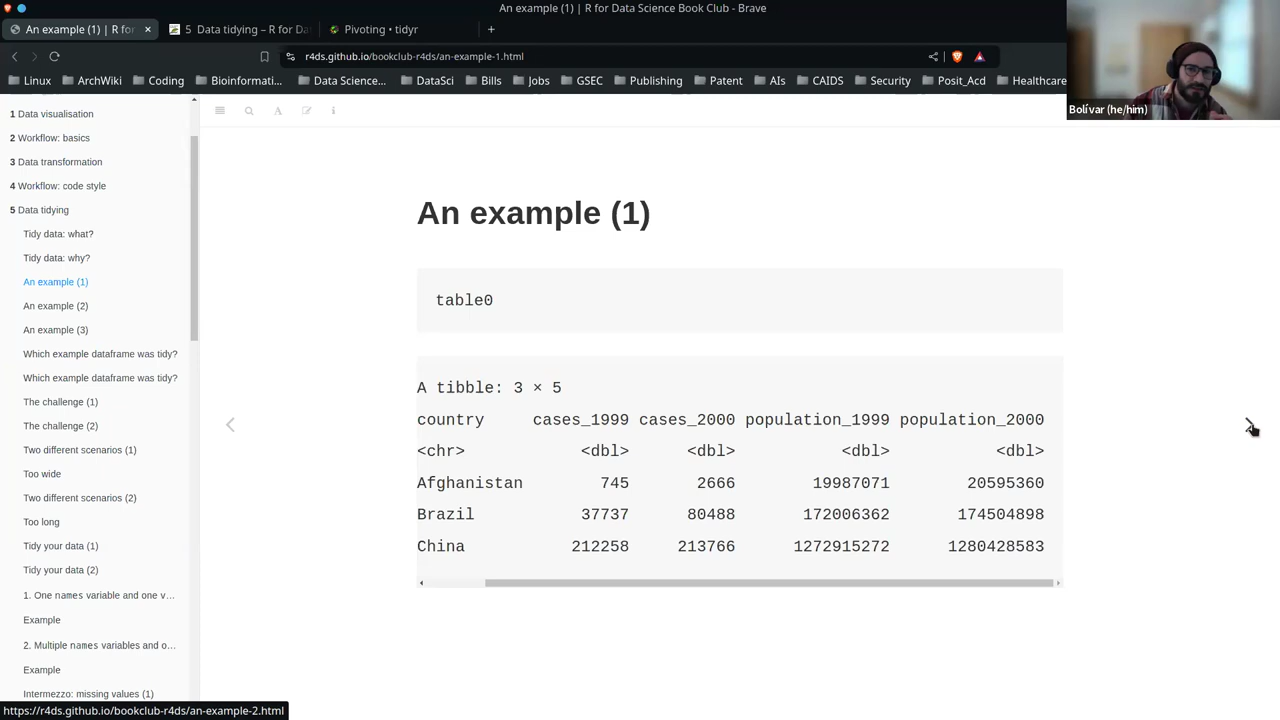 An example (1) | R for Data Science Book Club - Brave
An example (1) | R for
5 Data tidying – R for Da
Pivoting • tidyr
r4ds.github.io/bookclub-r4ds/an-example-1.html
Linux
ArchWiki
Coding
Bioinformati...
Data Science...
DataSci
Bills
Jobs
GSEC
Publishing
Patent
AIs
CAIDS
Security
Posit_Acd
Healthcare
Bolívar (he/him)
1 Data visualisation
2 Workflow: basics
3 Data transformation
4 Workflow: code style
5 Data tidying
Tidy data: what?
Tidy data: why?
An example (1)
An example (2)
An example (3)
Which example dataframe was tidy?
Which example dataframe was tidy?
The challenge (1)
The challenge (2)
Two different scenarios (1)
Too wide
Two different scenarios (2)
Too long
Tidy your data (1)
Tidy your data (2)
1. One names variable and one v...
Example
2. Multiple names variables and o...
Example
Intermezzo: missing values (1)
https://r4ds.github.io/bookclub-r4ds/an-example-2.html
An example (1)
table0
A tibble: 3 × 5
country cases_1999 cases_2000 population_1999 population_2000
<chr> <dbl> <dbl> <dbl> <dbl>
Afghanistan 745 2666 19987071 20595360
Brazil 37737 80488 172006362 174504898
China 212258 213766 1272915272 1280428583